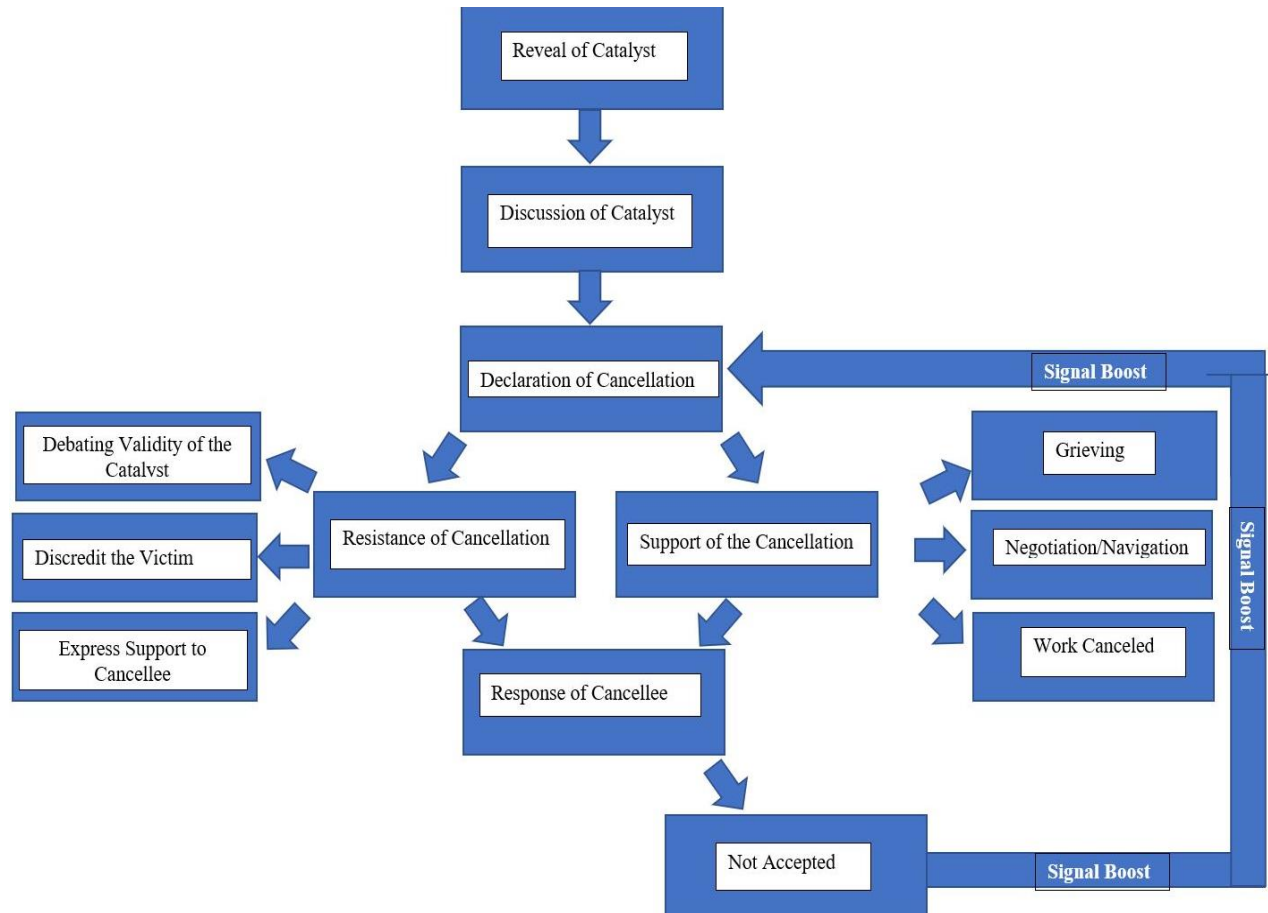 Reveal of Catalyst
Discussion of Catalyst
Declaration of Cancellation
Signal Boost
Debating Validity of the
Catalvst
Grieving
Resistance of Cancellation
Support of the Cancellation
Discredit the Victim
Negotiation/Navigation
Signal Boost
Express Support to
Cancellee
Work Canceled
Response of Cancellee
Not Accepted
Signal Boost